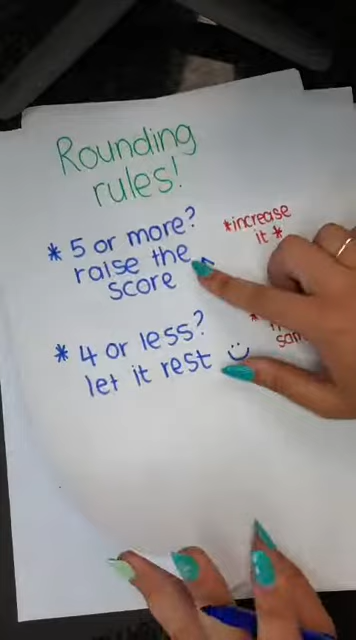 Rounding
rules!
* 5 or more?
raise the
score
*increase
it *
* 4 or less?
let it rest
*